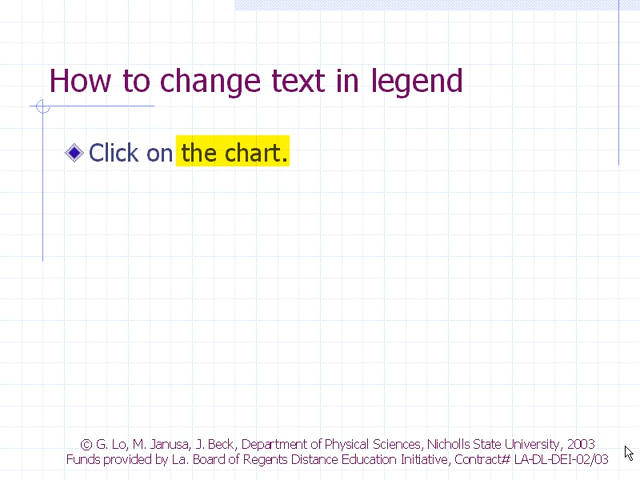 How to change text in legend
Click on the chart.
© G. Lo, M. Janusa, J. Beck, Department of Physical Sciences, Nicholls State University, 2003
Funds provided by La. Board of Regents Distance Education Initiative, Contract# LA-DL-DEI-02/03